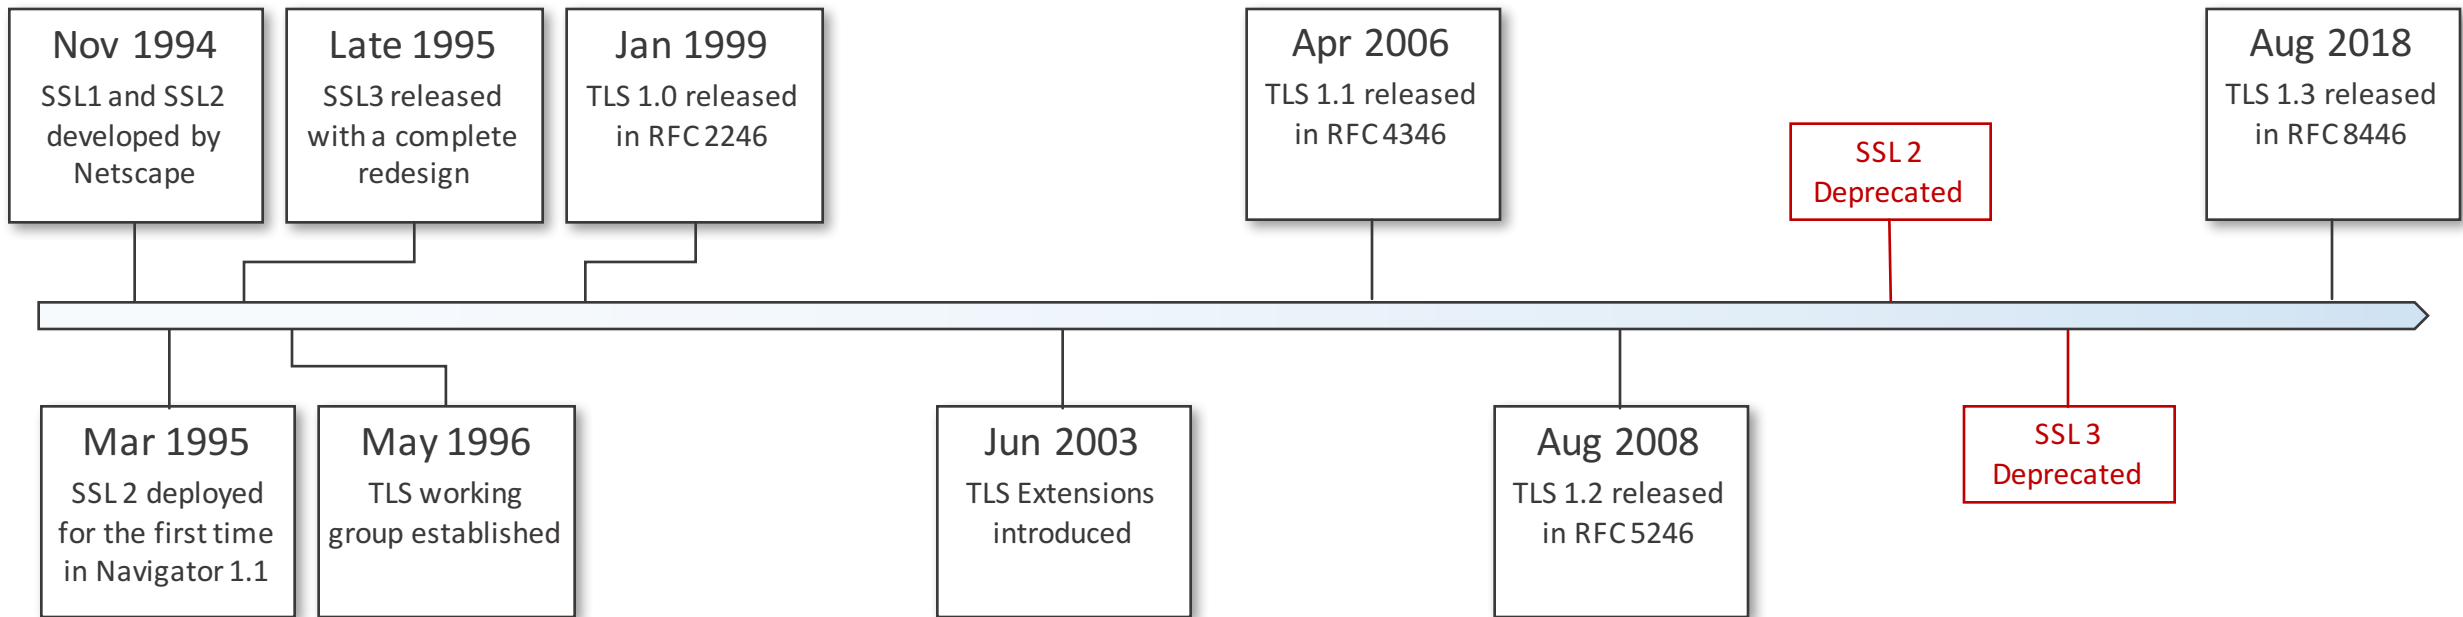 Nov 1994
SSL1 and SSL2
developed by
Netscape
Late 1995
SSL3 released
with a complete
redesign
Jan 1999
TLS 1.0 released
in RFC 2246
Apr 2006
TLS 1.1 released
in RFC 4346
SSL 2
Deprecated
Aug 2018
TLS 1.3 released
in RFC 8446
Mar 1995
SSL 2 deployed
for the first time
in Navigator 1.1
May 1996
TLS working
group established
Jun 2003
TLS Extensions
introduced
Aug 2008
TLS 1.2 released
in RFC 5246
SSL 3
Deprecated